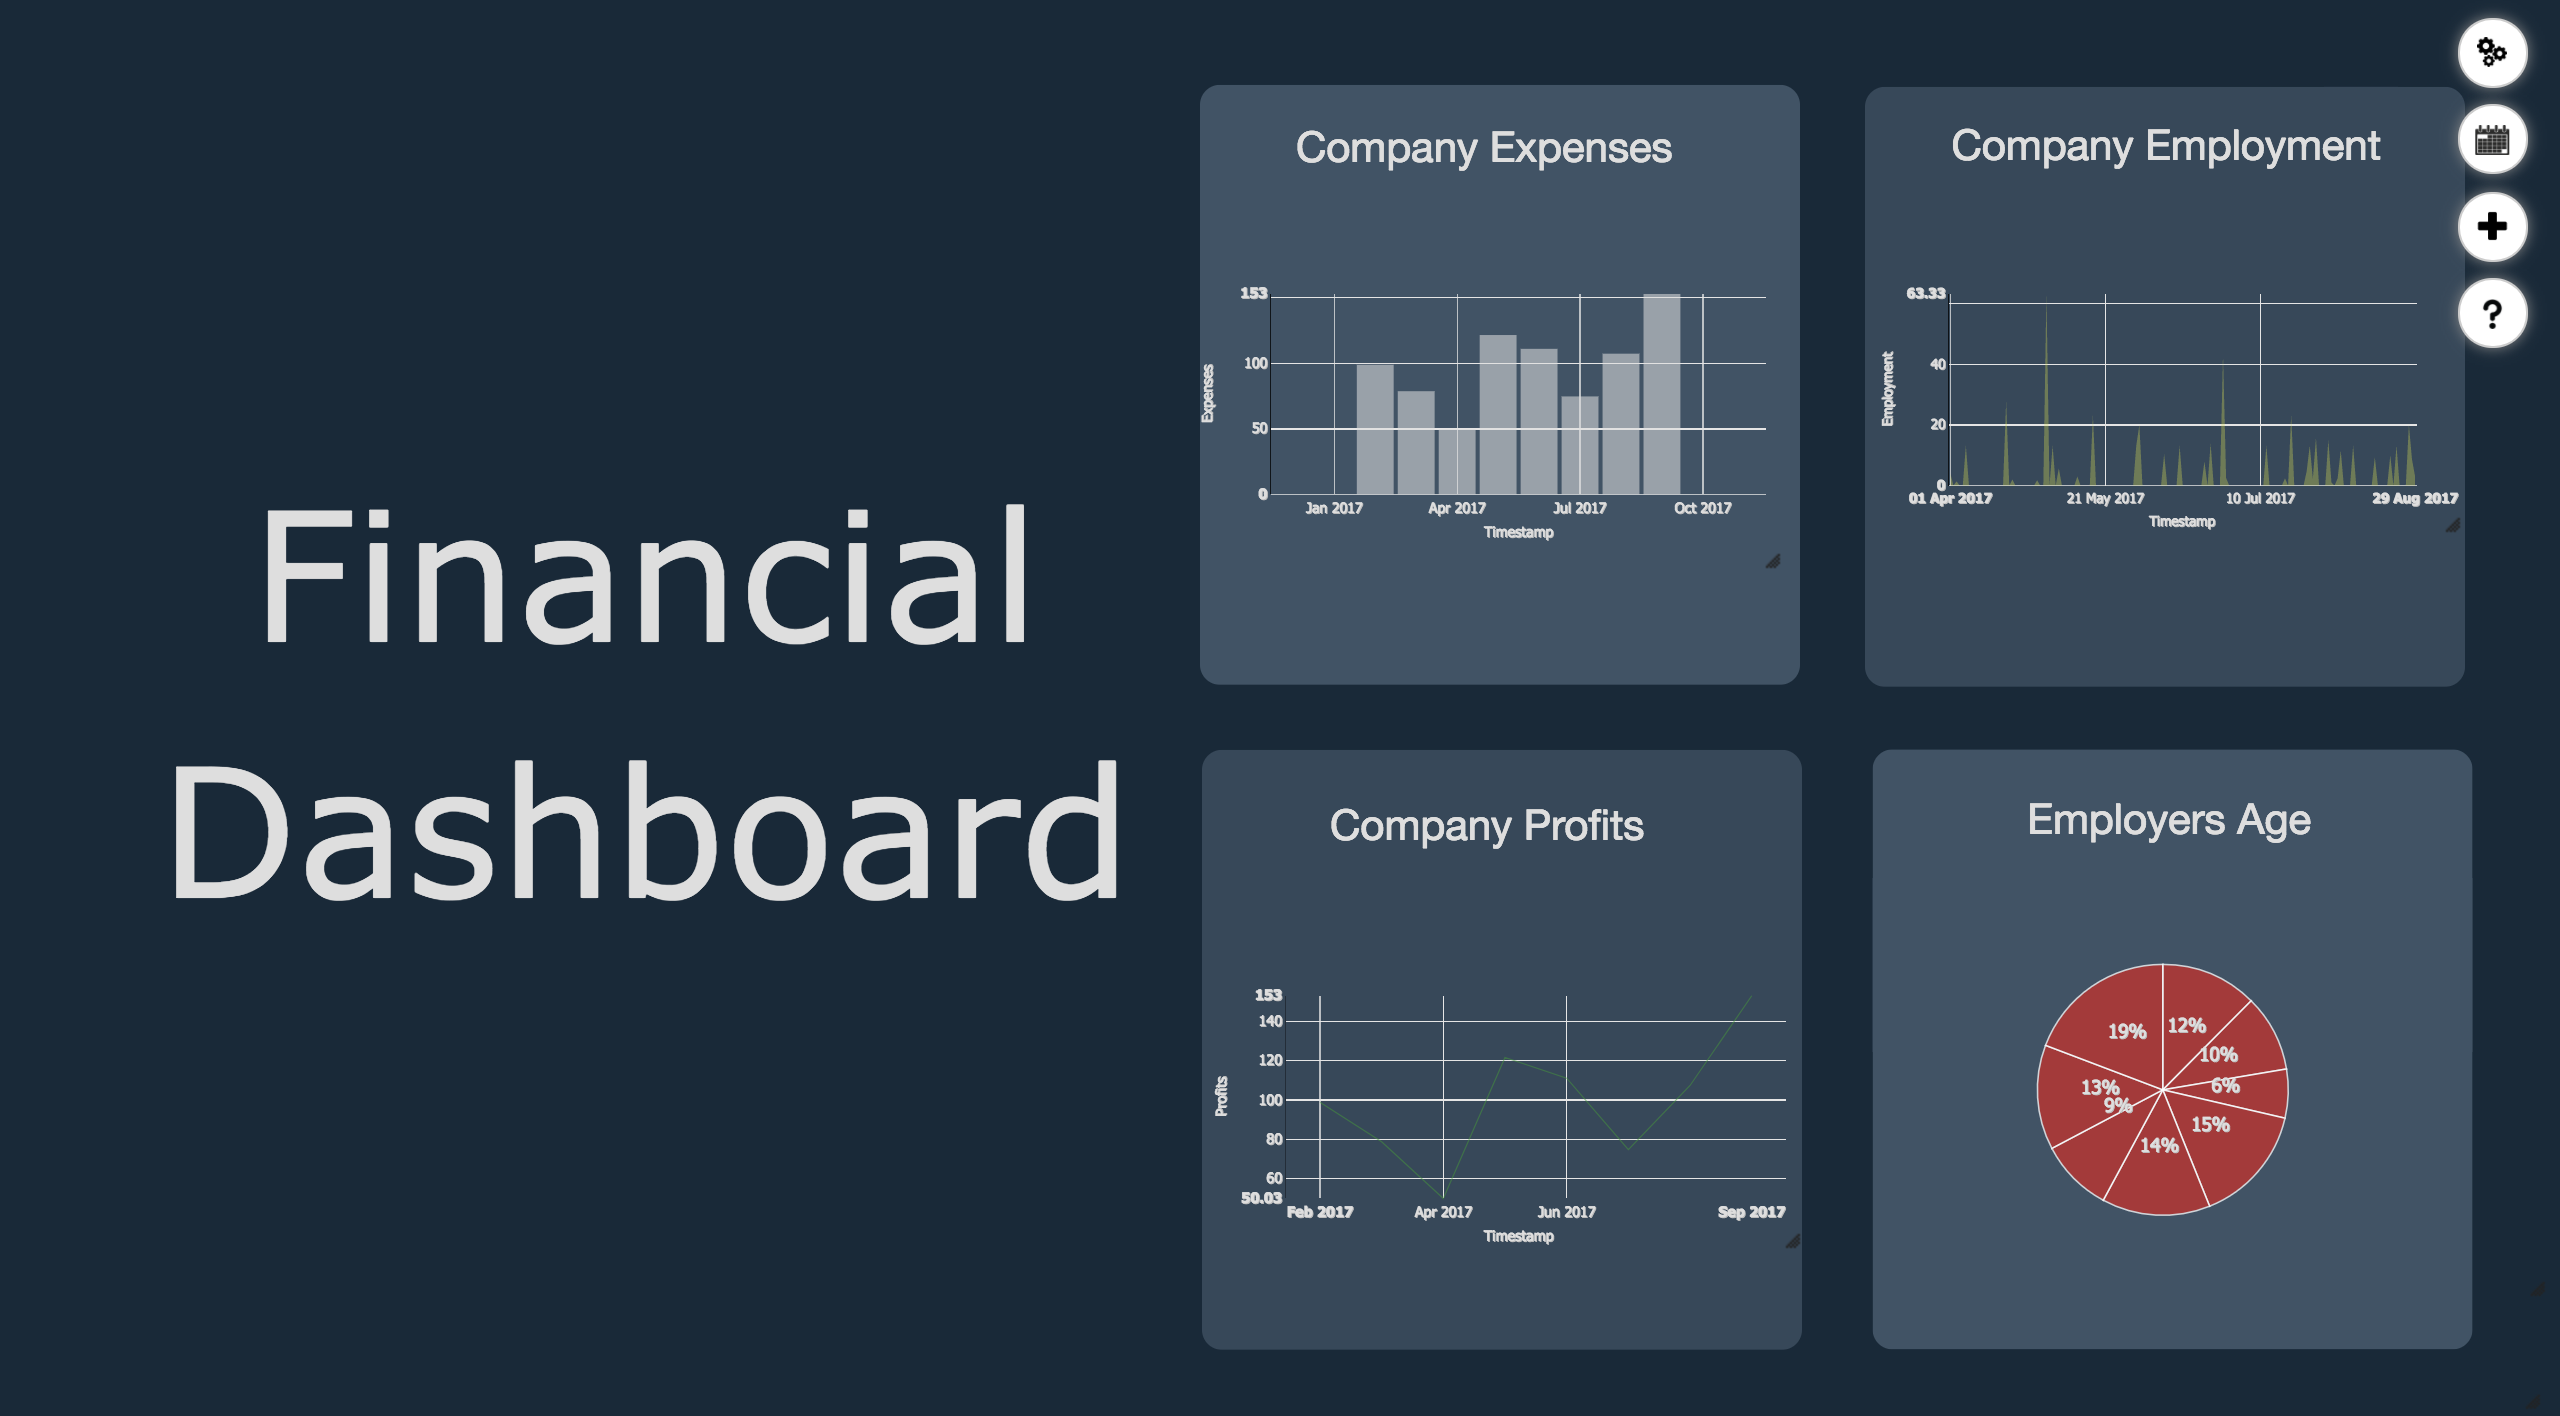 Financial
Dashboard
Company Expenses
153
100
50
0
Expenses
Jan 2017 Apr 2017 Jul 2017 Oct 2017
Timestamp
Company Employment
63.33
40
20
0
Employment
01 Apr 2017 21 May 2017 10 Jul 2017 29 Aug 2017
Timestamp
?
Company Profits
153
140
120
100
80
60
50.03
Profits
Feb 2017 Apr 2017 Jun 2017 Sep 2017
Timestamp
Employers Age
19% 12%
10%
13% 6%
9%
15%
14%